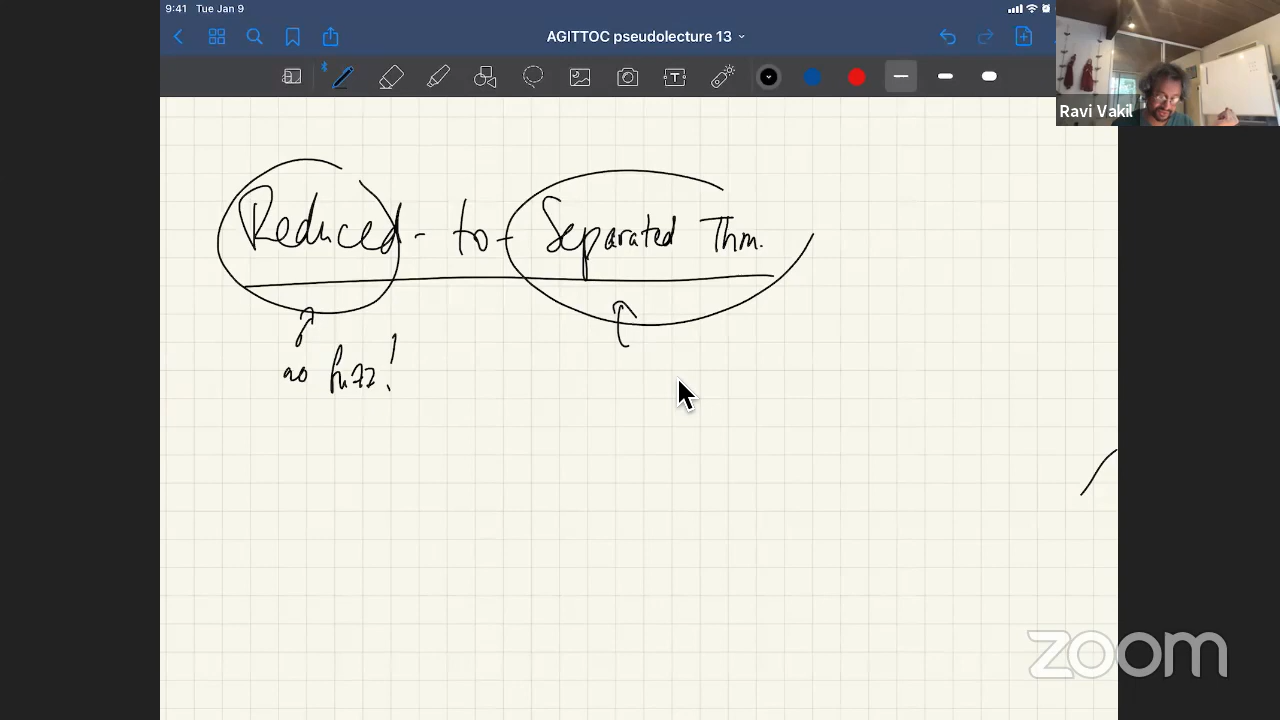 9:41 Tue Jan 9
AGITTOC pseudolecture 13
Ravi Vakil
Reduced-to-Separated Thm.
no fuzz!
zoom